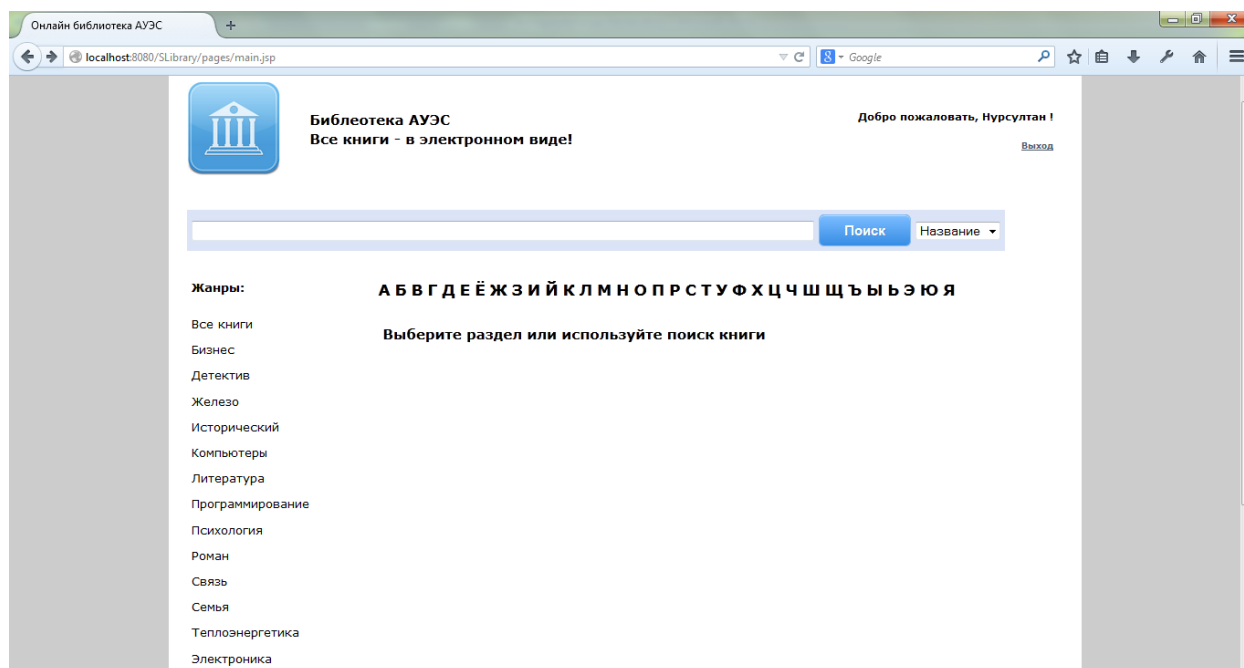 Онлайн библиотека АУЭС
localhost:8080/SLibrary/pages/main.jsp
8 Google
Библеотека АУЭС
Все книги - в электронном виде!
Добро пожаловать, Нурсултан !
Выход
Поиск Название
Жанры:
А Б В Г Д Е Ё Ж З И Й К Л М Н О П Р С Т У Ф Х Ц Ч Ш Щ Ъ Ы Ь Э Ю Я
Выберите раздел или используйте поиск книги
Все книги
Бизнес
Детектив
Железо
Исторический
Компьютеры
Литература
Программирование
Психология
Роман
Связь
Семья
Теплоэнергетика
Электроника